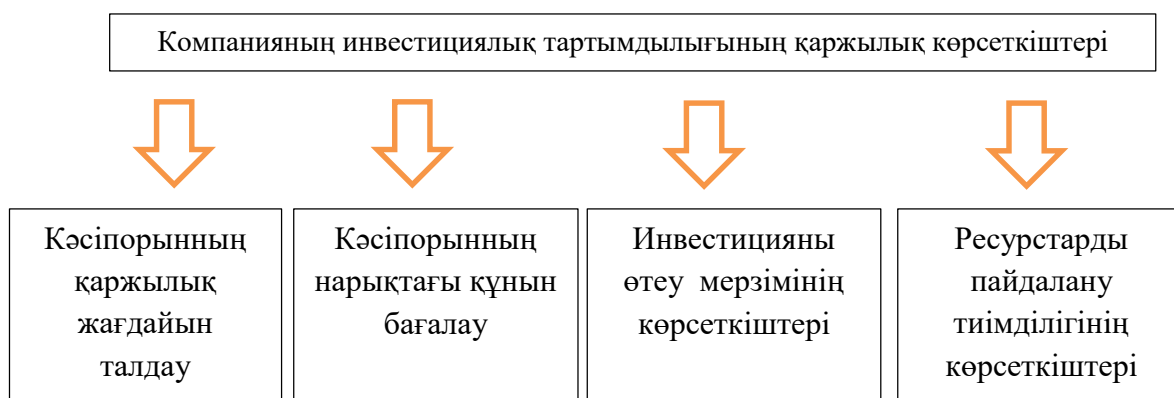 Компанияның инвестициялық тартымдылығының қаржылық көрсеткіштері
Кәсіпорынның
қаржылық
жағдайын
талдау
Кәсіпорынның
нарықтағы құнын
бағалау
Инвестицияны
өтеу мерзімінің
көрсеткіштері
Ресурстарды
пайдалану
тиімділігінің
көрсеткіштері